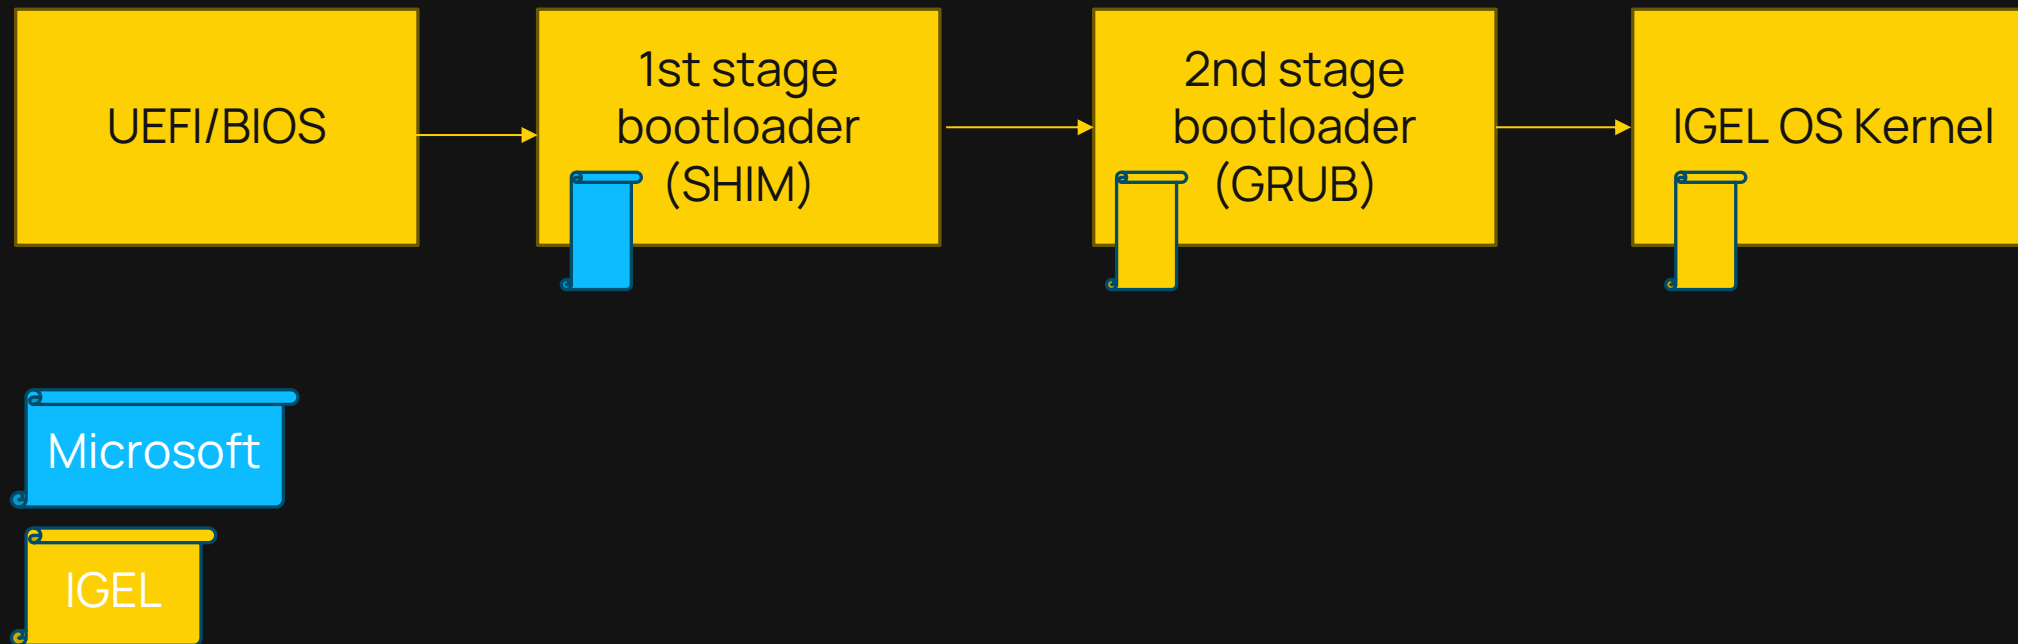 UEFI/BIOS
1st stage
bootloader
(SHIM)
2nd stage
bootloader
(GRUB)
IGEL OS Kernel
Microsoft
IGEL